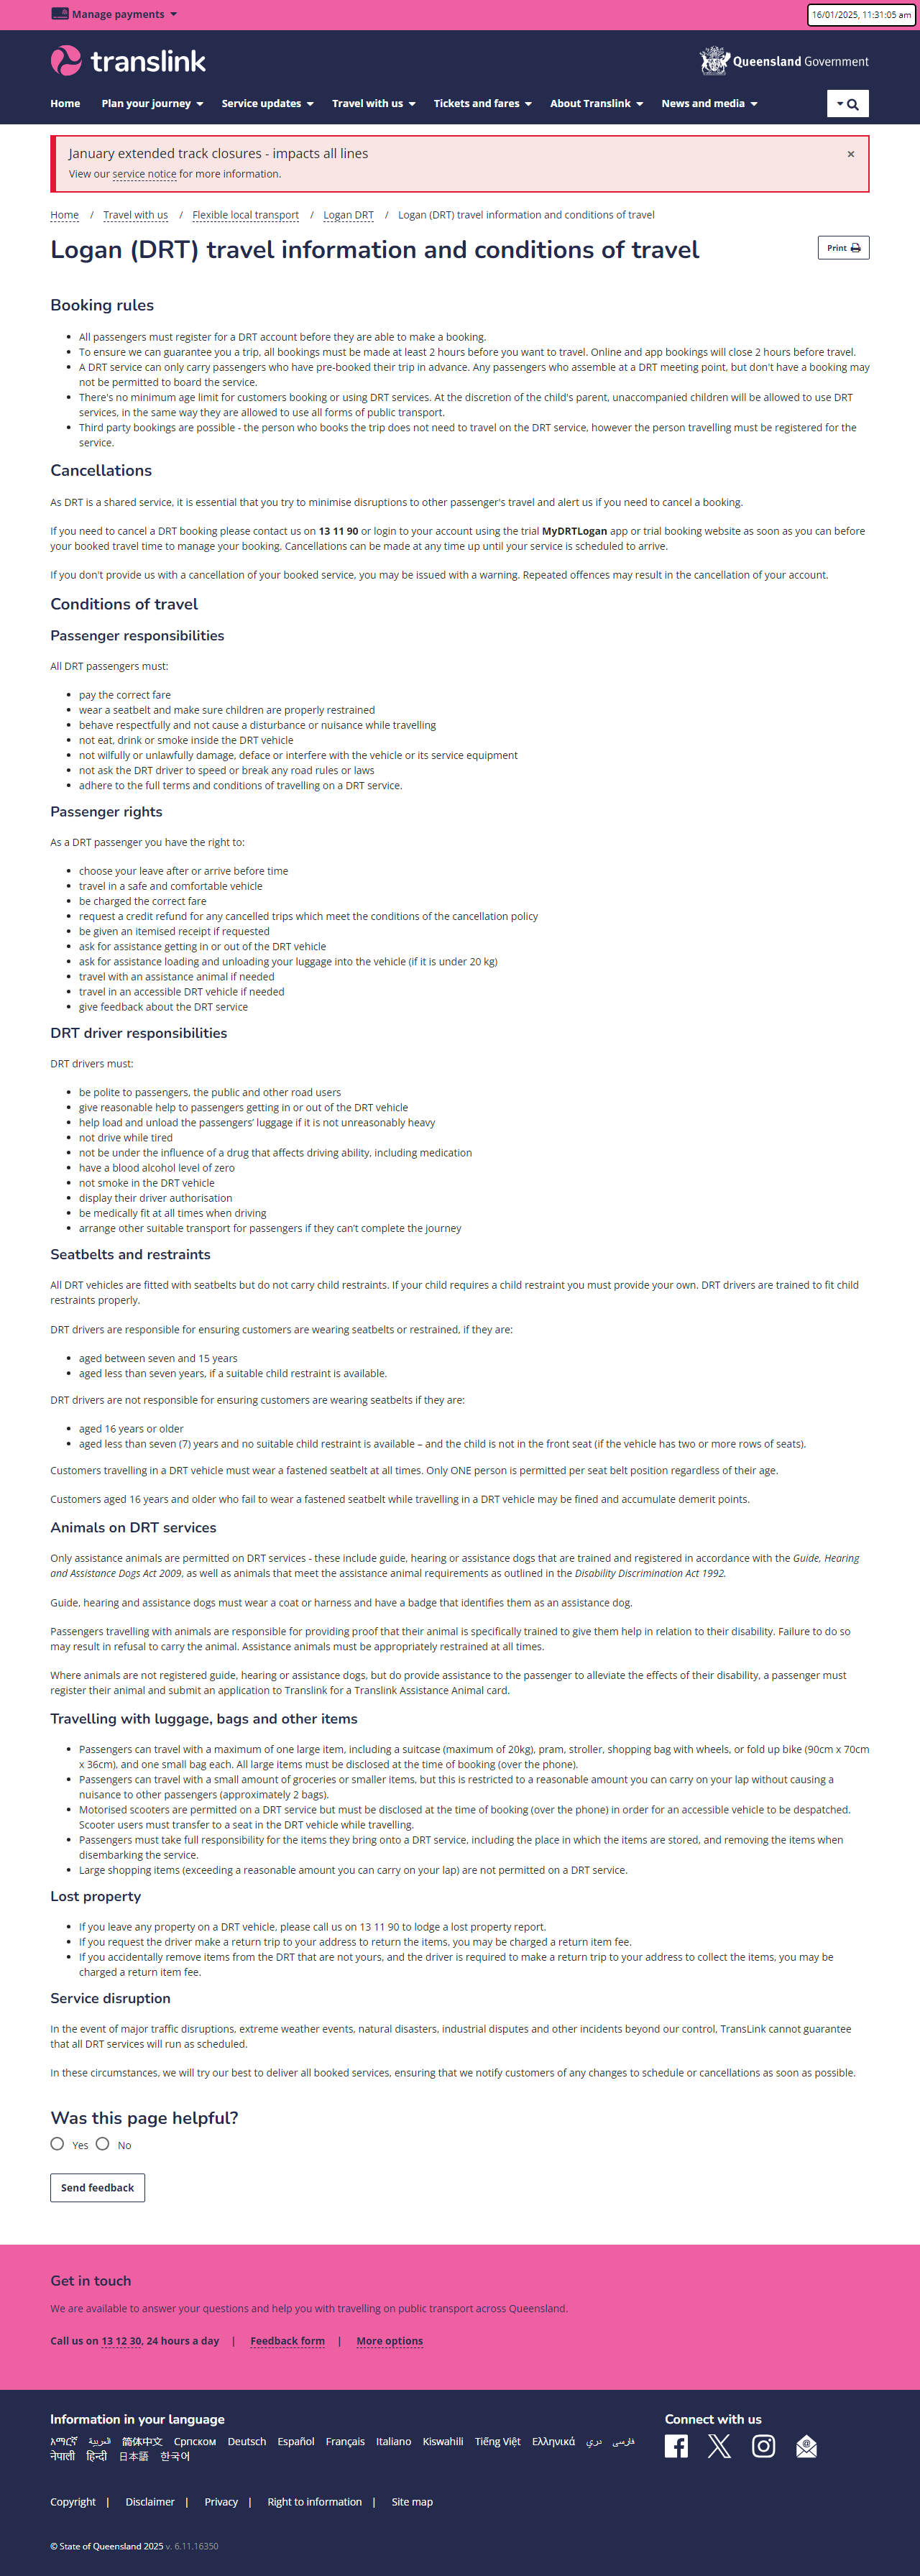 Manage payments
16/01/2025, 11:31:05 am
translink
Queensland Government
Home Plan your journey Service updates Travel with us Tickets and fares About Translink News and media
January extended track closures - impacts all lines
×
View our service notice for more information.
Home / Travel with us / Flexible local transport / Logan DRT / Logan (DRT) travel information and conditions of travel
Logan (DRT) travel information and conditions of travel
Print
Booking rules
• All passengers must register for a DRT account before they are able to make a booking.
• To ensure we can guarantee you a trip, all bookings must be made at least 2 hours before you want to travel. Online and app bookings will close 2 hours before travel.
• A DRT service can only carry passengers who have pre-booked their trip in advance. Any passengers who assemble at a DRT meeting point, but don't have a booking may
not be permitted to board the service.
• There's no minimum age limit for customers booking or using DRT services. At the discretion of the child's parent, unaccompanied children will be allowed to use DRT
services, in the same way they are allowed to use all forms of public transport.
• Third party bookings are possible - the person who books the trip does not need to travel on the DRT service, however the person travelling must be registered for the
service.
Cancellations
As DRT is a shared service, it is essential that you try to minimise disruptions to other passenger's travel and alert us if you need to cancel a booking.
If you need to cancel a DRT booking please contact us on 13 11 90 or login to your account using the trial MyDRTLogan app or trial booking website as soon as you can before
your booked travel time to manage your booking. Cancellations can be made at any time up until your service is scheduled to arrive.
If you don't provide us with a cancellation of your booked service, you may be issued with a warning. Repeated offences may result in the cancellation of your account.
Conditions of travel
Passenger responsibilities
All DRT passengers must:
• pay the correct fare
• wear a seatbelt and make sure children are properly restrained
• behave respectfully and not cause a disturbance or nuisance while travelling
• not eat, drink or smoke inside the DRT vehicle
• not wilfully or unlawfully damage, deface or interfere with the vehicle or its service equipment
• not ask the DRT driver to speed or break any road rules or laws
• adhere to the full terms and conditions of travelling on a DRT service.
Passenger rights
As a DRT passenger you have the right to:
• choose your leave after or arrive before time
• travel in a safe and comfortable vehicle
• be charged the correct fare
• request a credit refund for any cancelled trips which meet the conditions of the cancellation policy
• be given an itemised receipt if requested
• ask for assistance getting in or out of the DRT vehicle
• ask for assistance loading and unloading your luggage into the vehicle (if it is under 20 kg)
• travel with an assistance animal if needed
• travel in an accessible DRT vehicle if needed
• give feedback about the DRT service
DRT driver responsibilities
DRT drivers must:
• be polite to passengers, the public and other road users
• give reasonable help to passengers getting in or out of the DRT vehicle
• help load and unload the passengers’ luggage if it is not unreasonably heavy
• not drive while tired
• not be under the influence of a drug that affects driving ability, including medication
• have a blood alcohol level of zero
• not smoke in the DRT vehicle
• display their driver authorisation
• be medically fit at all times when driving
• arrange other suitable transport for passengers if they can’t complete the journey
Seatbelts and restraints
All DRT vehicles are fitted with seatbelts but do not carry child restraints. If your child requires a child restraint you must provide your own. DRT drivers are trained to fit child
restraints properly.
DRT drivers are responsible for ensuring customers are wearing seatbelts or restrained, if they are:
• aged between seven and 15 years
• aged less than seven years, if a suitable child restraint is available.
DRT drivers are not responsible for ensuring customers are wearing seatbelts if they are:
• aged 16 years or older
• aged less than seven (7) years and no suitable child restraint is available – and the child is not in the front seat (if the vehicle has two or more rows of seats).
Customers travelling in a DRT vehicle must wear a fastened seatbelt at all times. Only ONE person is permitted per seat belt position regardless of their age.
Customers aged 16 years and older who fail to wear a fastened seatbelt while travelling in a DRT vehicle may be fined and accumulate demerit points.
Animals on DRT services
Only assistance animals are permitted on DRT services - these include guide, hearing or assistance dogs that are trained and registered in accordance with the Guide, Hearing
and Assistance Dogs Act 2009, as well as animals that meet the assistance animal requirements as outlined in the Disability Discrimination Act 1992.
Guide, hearing and assistance dogs must wear a coat or harness and have a badge that identifies them as an assistance dog.
Passengers travelling with animals are responsible for providing proof that their animal is specifically trained to give them help in relation to their disability. Failure to do so
may result in refusal to carry the animal. Assistance animals must be appropriately restrained at all times.
Where animals are not registered guide, hearing or assistance dogs, but do provide assistance to the passenger to alleviate the effects of their disability, a passenger must
register their animal and submit an application to Translink for a Translink Assistance Animal card.
Travelling with luggage, bags and other items
• Passengers can travel with a maximum of one large item, including a suitcase (maximum of 20kg), pram, stroller, shopping bag with wheels, or fold up bike (90cm x 70cm
x 36cm), and one small bag each. All large items must be disclosed at the time of booking (over the phone).
• Passengers can travel with a small amount of groceries or smaller items, but this is restricted to a reasonable amount you can carry on your lap without causing a
nuisance to other passengers (approximately 2 bags).
• Motorised scooters are permitted on a DRT service but must be disclosed at the time of booking (over the phone) in order for an accessible vehicle to be despatched.
Scooter users must transfer to a seat in the DRT vehicle while travelling.
• Passengers must take full responsibility for the items they bring onto a DRT service, including the place in which the items are stored, and removing the items when
disembarking the service.
• Large shopping items (exceeding a reasonable amount you can carry on your lap) are not permitted on a DRT service.
Lost property
• If you leave any property on a DRT vehicle, please call us on 13 11 90 to lodge a lost property report.
• If you request the driver make a return trip to your address to return the items, you may be charged a return item fee.
• If you accidentally remove items from the DRT that are not yours, and the driver is required to make a return trip to your address to collect the items, you may be
charged a return item fee.
Service disruption
In the event of major traffic disruptions, extreme weather events, natural disasters, industrial disputes and other incidents beyond our control, TransLink cannot guarantee
that all DRT services will run as scheduled.
In these circumstances, we will try our best to deliver all booked services, ensuring that we notify customers of any changes to schedule or cancellations as soon as possible.
Was this page helpful?
Yes No
Send feedback
Get in touch
We are available to answer your questions and help you with travelling on public transport across Queensland.
Call us on 13 12 30, 24 hours a day | Feedback form | More options
Information in your language
አማርኛ العربية 简体中文 Српском Deutsch Español Français Italiano Kiswahili Tiếng Việt Ελληνικά دري فارسی
नेपाली हिन्दी 日本語 한국어
Connect with us
Copyright | Disclaimer | Privacy | Right to information | Site map
© State of Queensland 2025 v. 6.11.16350